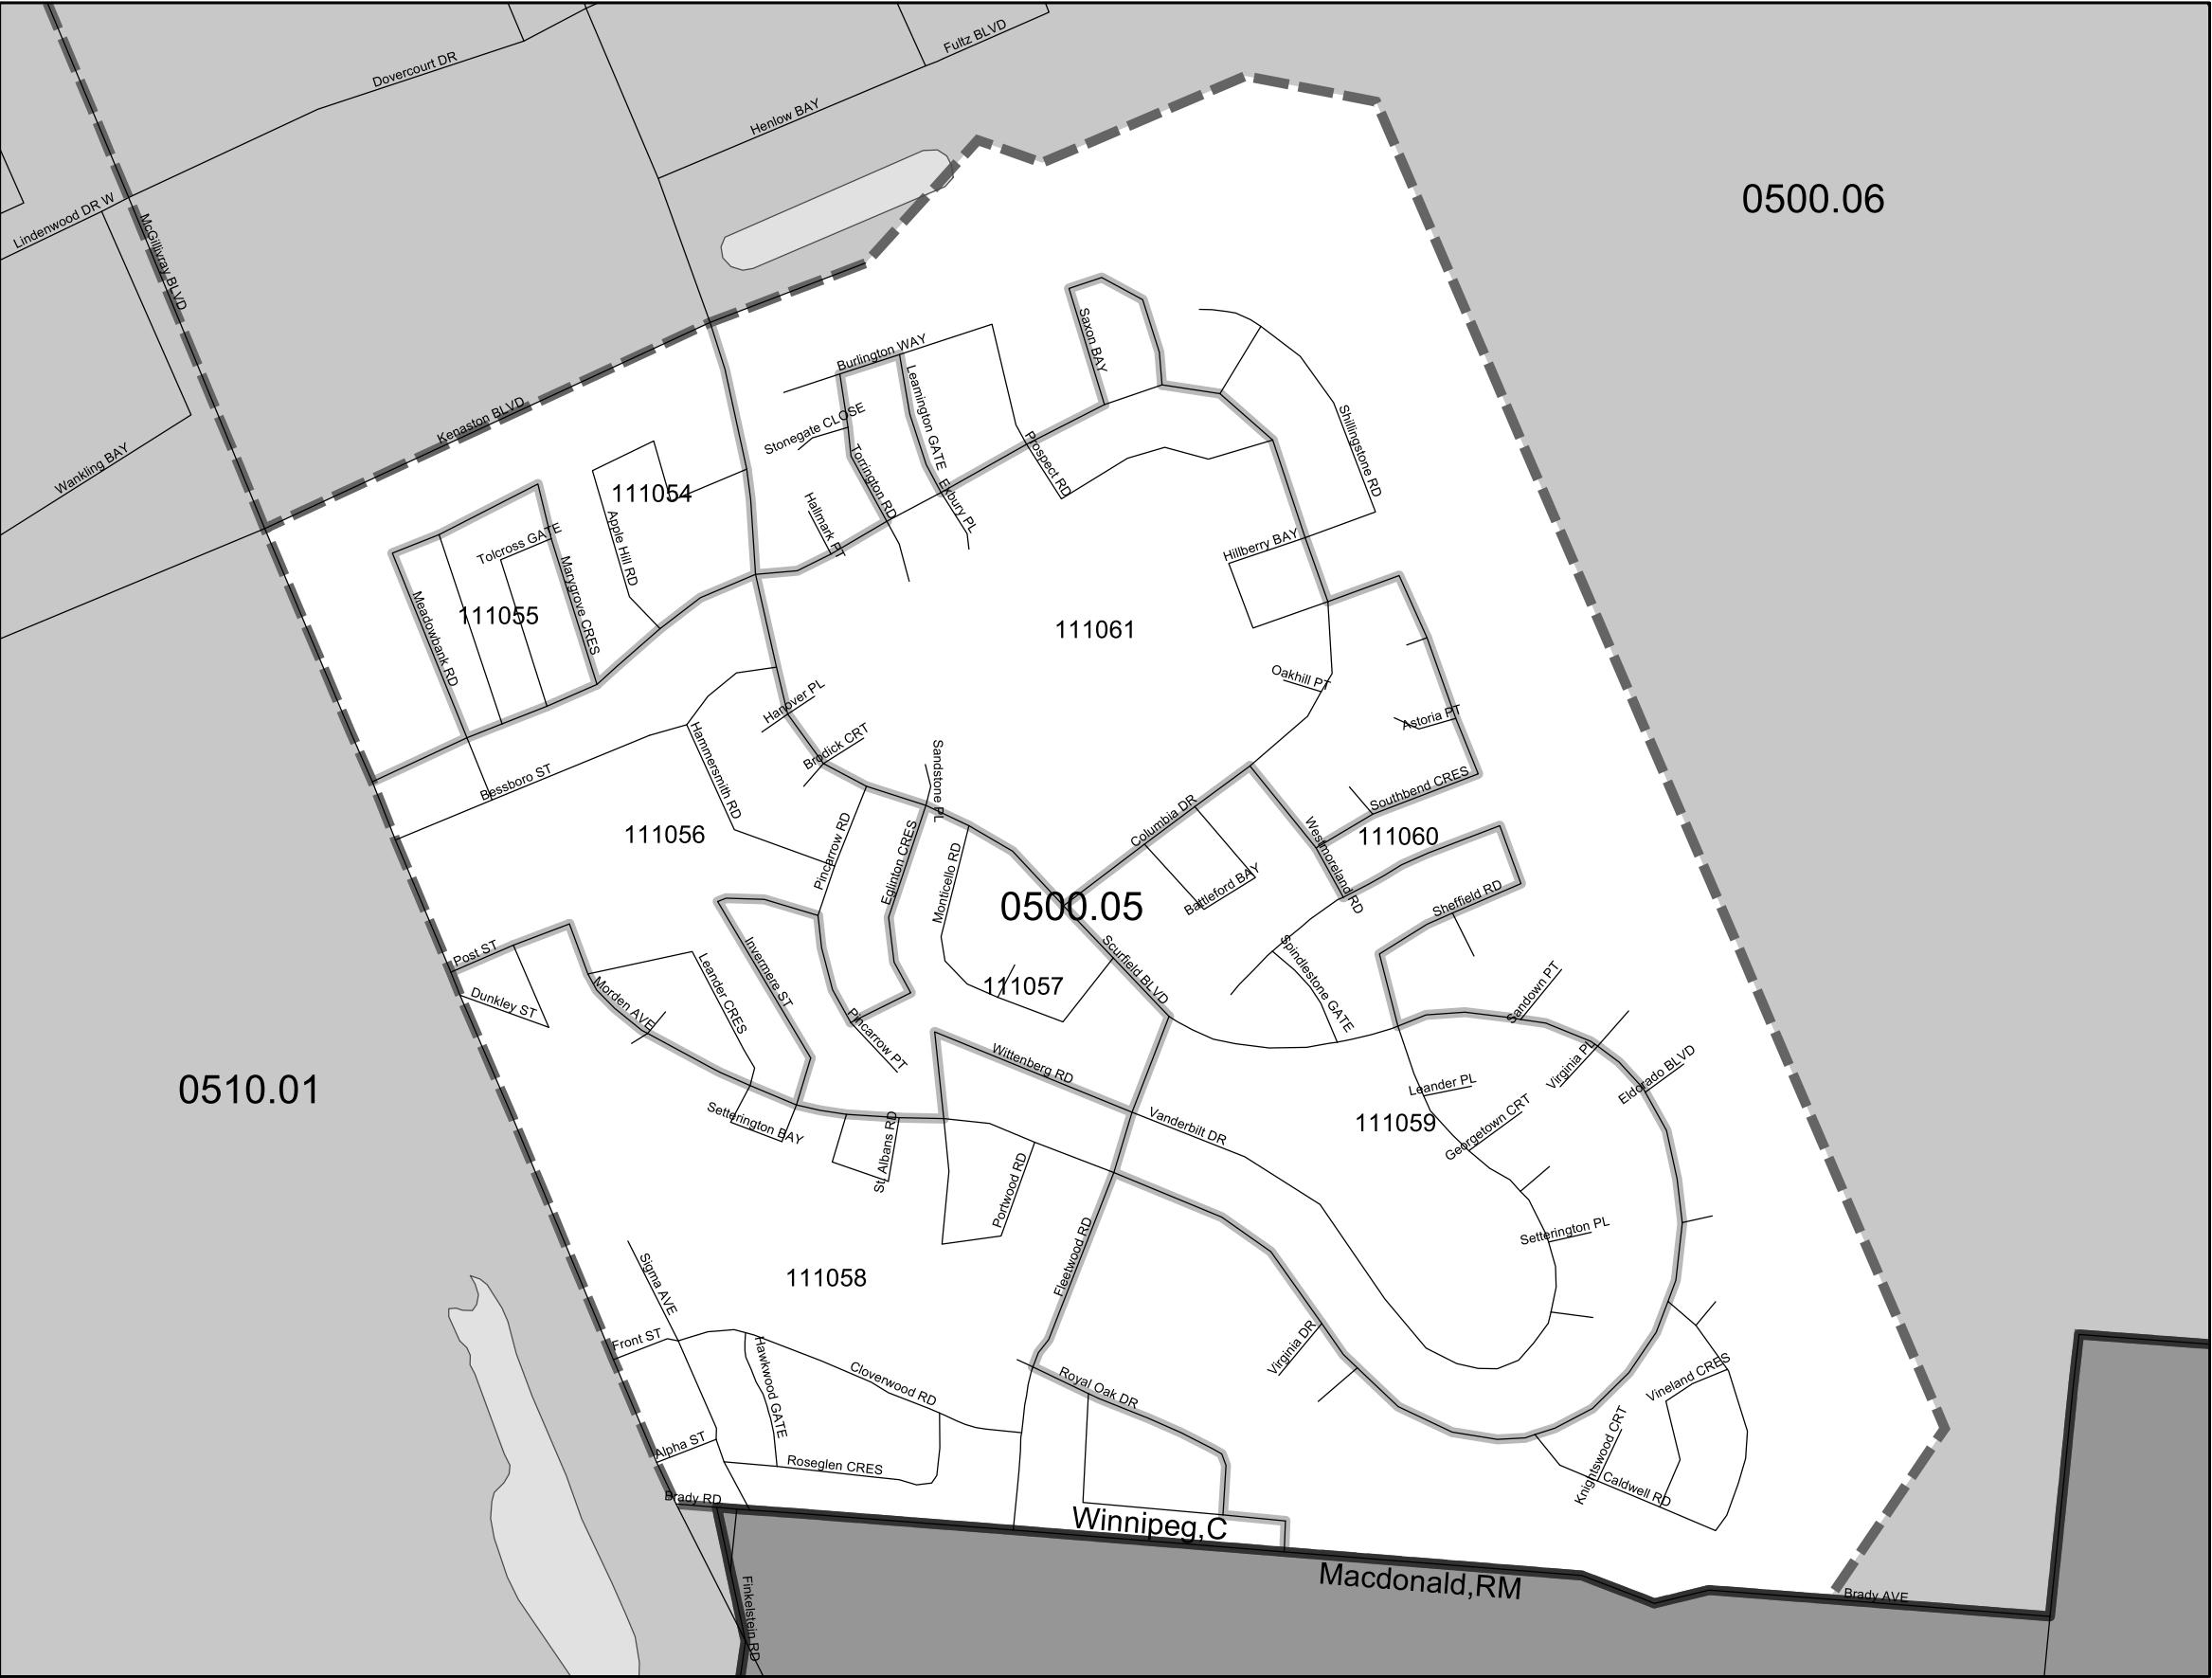 Fultz BLVD
Dovercourt DR
Henlow BAY
0500.06
Lindenwood DR W
McGillivray BLVD
Saxon BAY
Burlington WAY
Leamington GATE
Kenaston BLVD
Stonegate CLOSE
Shillingstone RD
Wankling BAY
Prospect RD
Torrington RD
111054
Exbury PL
Hallmark PT
Apple Hill RD
Tolcross GATE
Hillberry BAY
Marygrove CRES
111055
Meadowbank RD
111061
Oakhill PT
Hanover PL
Astoria PT
Brodick CRT
Hammersmith RD
Sandstone PL
Bessboro ST
Southbend CRES
Columbia DR
111056
Pincarrow RD
Eglinton CRES
Westmoreland RD
111060
Monticello RD
Battleford BAY
0500.05
Sheffield RD
Post ST
Invermere ST
Leander CRES
Scurfield BLVD
Spindlestone GATE
Sandown PT
Dunkley ST
Morden AVE
111057
Pincarrow PT
Wittenberg RD
Virginia PL
Eldorado BLVD
0510.01
Leander PL
Setterington BAY
St. Albans RD
Vanderbilt DR
111059
Georgetown CRT
Portwood RD
Setterington PL
Fleetwood RD
Sigma AVE
111058
Front ST
Hawkwood GATE
Cloverwood RD
Virginia DR
Royal Oak DR
Vineland CRES
Knightswood CRT
Alpha ST
Roseglen CRES
Caldwell RD
Brady RD
Winnipeg,C
Macdonald,RM
Brady AVE
Finkelstein RD